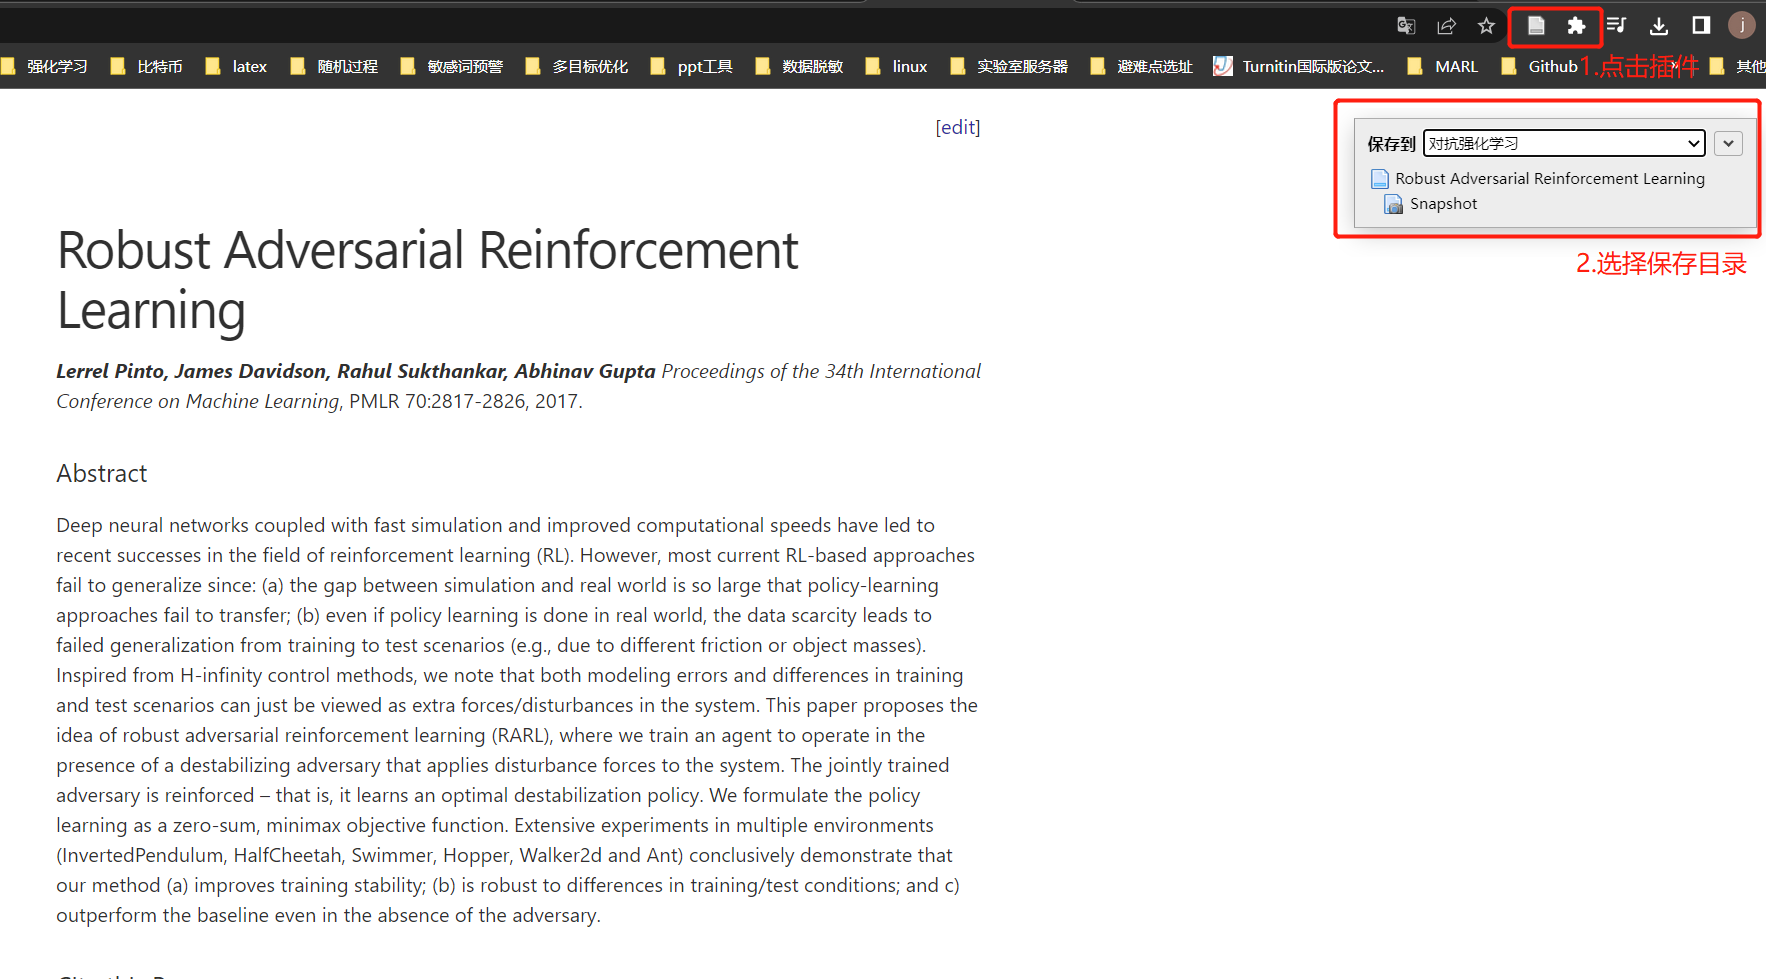 强化学习 比特币 latex 随机过程 敏感词预警 多目标优化 ppt工具 数据脱敏 linux 实验室服务器 避难点选址 Turnitin国际版论文... MARL Github 其他
j
1.点击插件
[edit]
保存到 对抗强化学习
Robust Adversarial Reinforcement Learning
Snapshot
2.选择保存目录
Robust Adversarial Reinforcement
Learning
Lerrel Pinto, James Davidson, Rahul Sukthankar, Abhinav Gupta Proceedings of the 34th International
Conference on Machine Learning, PMLR 70:2817-2826, 2017.
Abstract
Deep neural networks coupled with fast simulation and improved computational speeds have led to
recent successes in the field of reinforcement learning (RL). However, most current RL-based approaches
fail to generalize since: (a) the gap between simulation and real world is so large that policy-learning
approaches fail to transfer; (b) even if policy learning is done in real world, the data scarcity leads to
failed generalization from training to test scenarios (e.g., due to different friction or object masses).
Inspired from H-infinity control methods, we note that both modeling errors and differences in training
and test scenarios can just be viewed as extra forces/disturbances in the system. This paper proposes the
idea of robust adversarial reinforcement learning (RARL), where we train an agent to operate in the
presence of a destabilizing adversary that applies disturbance forces to the system. The jointly trained
adversary is reinforced – that is, it learns an optimal destabilization policy. We formulate the policy
learning as a zero-sum, minimax objective function. Extensive experiments in multiple environments
(InvertedPendulum, HalfCheetah, Swimmer, Hopper, Walker2d and Ant) conclusively demonstrate that
our method (a) improves training stability; (b) is robust to differences in training/test conditions; and c)
outperform the baseline even in the absence of the adversary.